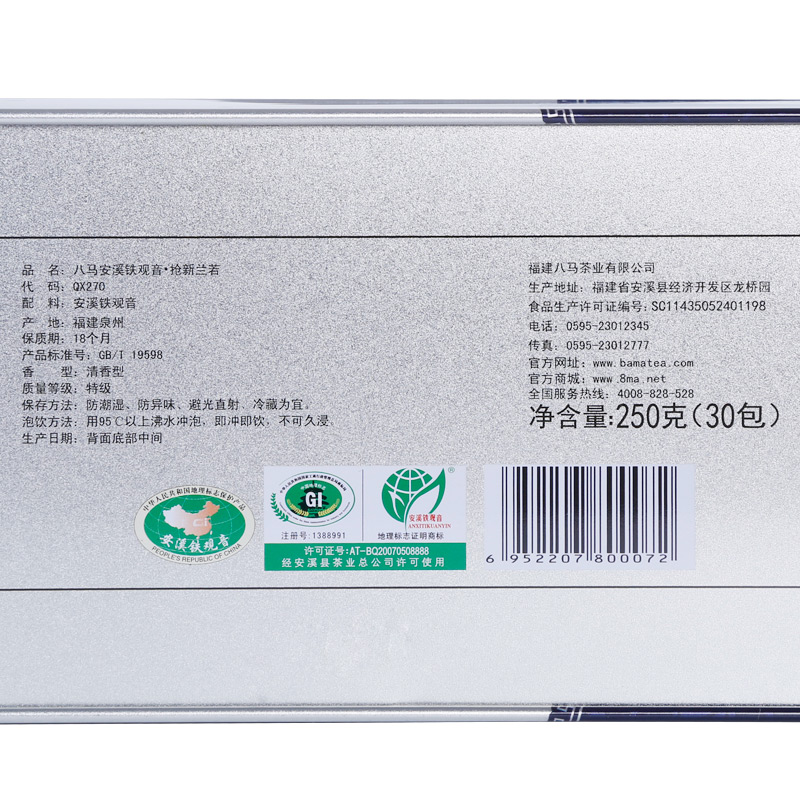 品 名：八马安溪铁观音•抢新兰若
代 码：QX270
配 料：安溪铁观音
产 地：福建泉州
保质期：18个月
产品标准号：GB/T 19598
香 型：清香型
质量等级：特级
保存方法：防潮湿、防异味、避光直射、冷藏为宜。
泡饮方法：用95℃以上沸水冲泡，即冲即饮，不可久浸。
生产日期：背面底部中间
福建八马茶业有限公司
生产地址：福建省安溪县经济开发区龙桥园
食品生产许可证编号：SC11435052401198
电话：0595-23012345
传真：0595-23012777
官方网址：www.bamatea.com
官方商城：www.8ma.net
全国服务热线：4008-828-528
净含量：250克（30包）
中华人民共和国地理标志保护产品
安溪铁观音
PEOPLE'S REPUBLIC OF CHINA
GI
注册号：1388991
®
安溪铁观音
ANXITIKUANYIN
地理标志证明商标
许可证号：AT-BQ20070508888
经安溪县茶业总公司许可使用
6 952207 800072